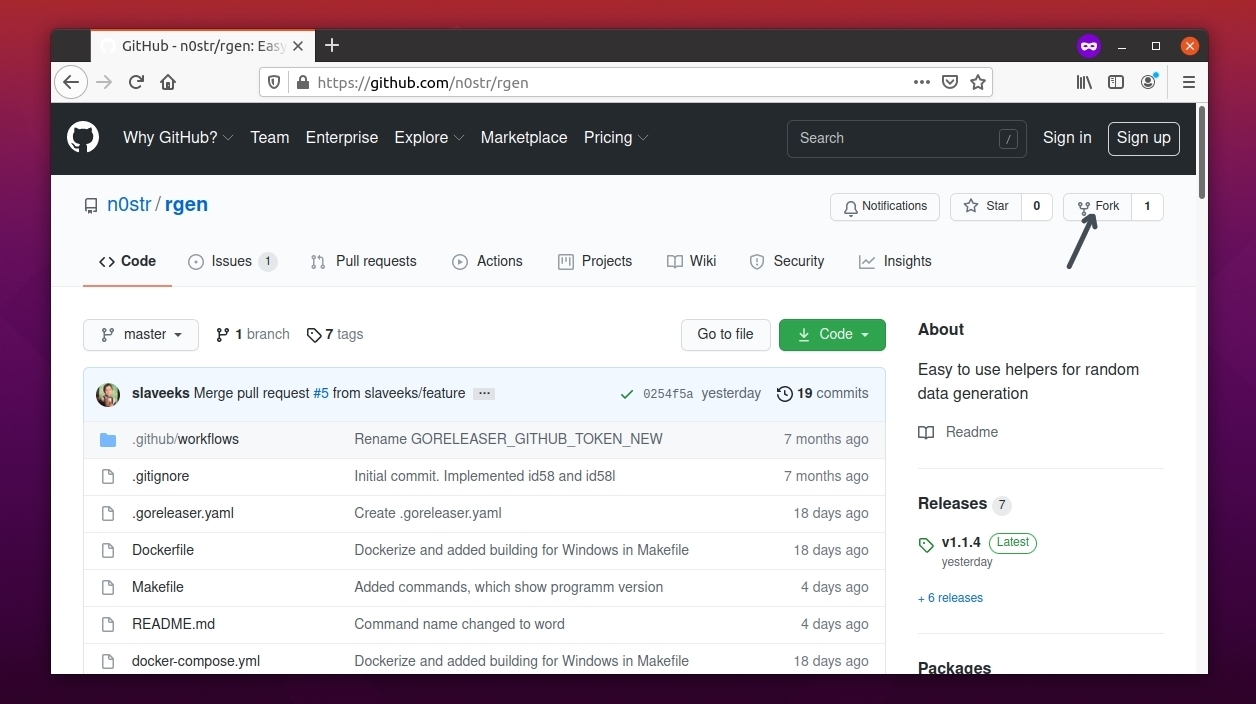 GitHub - n0str/rgen: Easy
https://github.com/n0str/rgen
Why GitHub? Team Enterprise Explore Marketplace Pricing Search / Sign in Sign up
n0str / rgen Notifications Star 0 Fork 1
Code Issues 1 Pull requests Actions Projects Wiki Security Insights
master 1 branch 7 tags Go to file Code
slaveeks Merge pull request #5 from slaveeks/feature ... 0254f5a yesterday 19 commits
.github/workflows Rename GORELEASER_GITHUB_TOKEN_NEW 7 months ago
.gitignore Initial commit. Implemented id58 and id58l 7 months ago
.goreleaser.yaml Create .goreleaser.yaml 18 days ago
Dockerfile Dockerize and added building for Windows in Makefile 18 days ago
Makefile Added commands, which show programm version 4 days ago
README.md Command name changed to word 4 days ago
docker-compose.yml Dockerize and added building for Windows in Makefile 18 days ago
About
Easy to use helpers for random
data generation
Readme
Releases 7
v1.1.4 Latest
yesterday
+ 6 releases
Packages